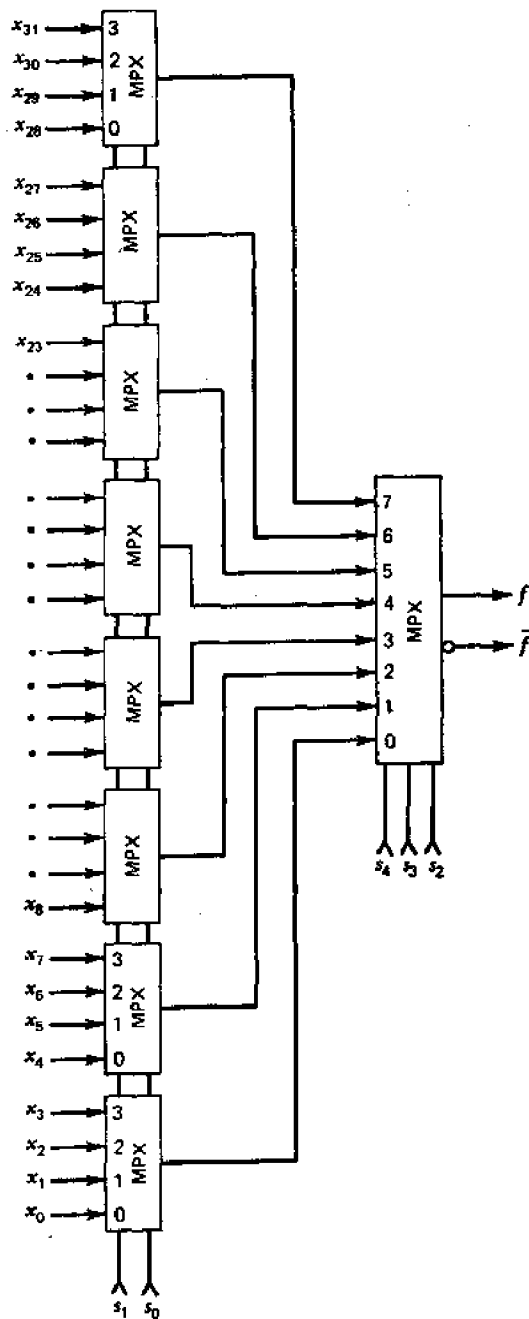 x31 3
x30 2
x29 1
x28 0
MPX
x27
x26
x25
x24
MPX
x23
MPX
MPX
MPX
x8
MPX
x7 3
x6 2
x5 1
x4 0
MPX
x3 3
x2 2
x1 1
x0 0
MPX
s1 s0
7
6
5
4
3
2
1
0
MPX
f
f̄
s4 s3 s2